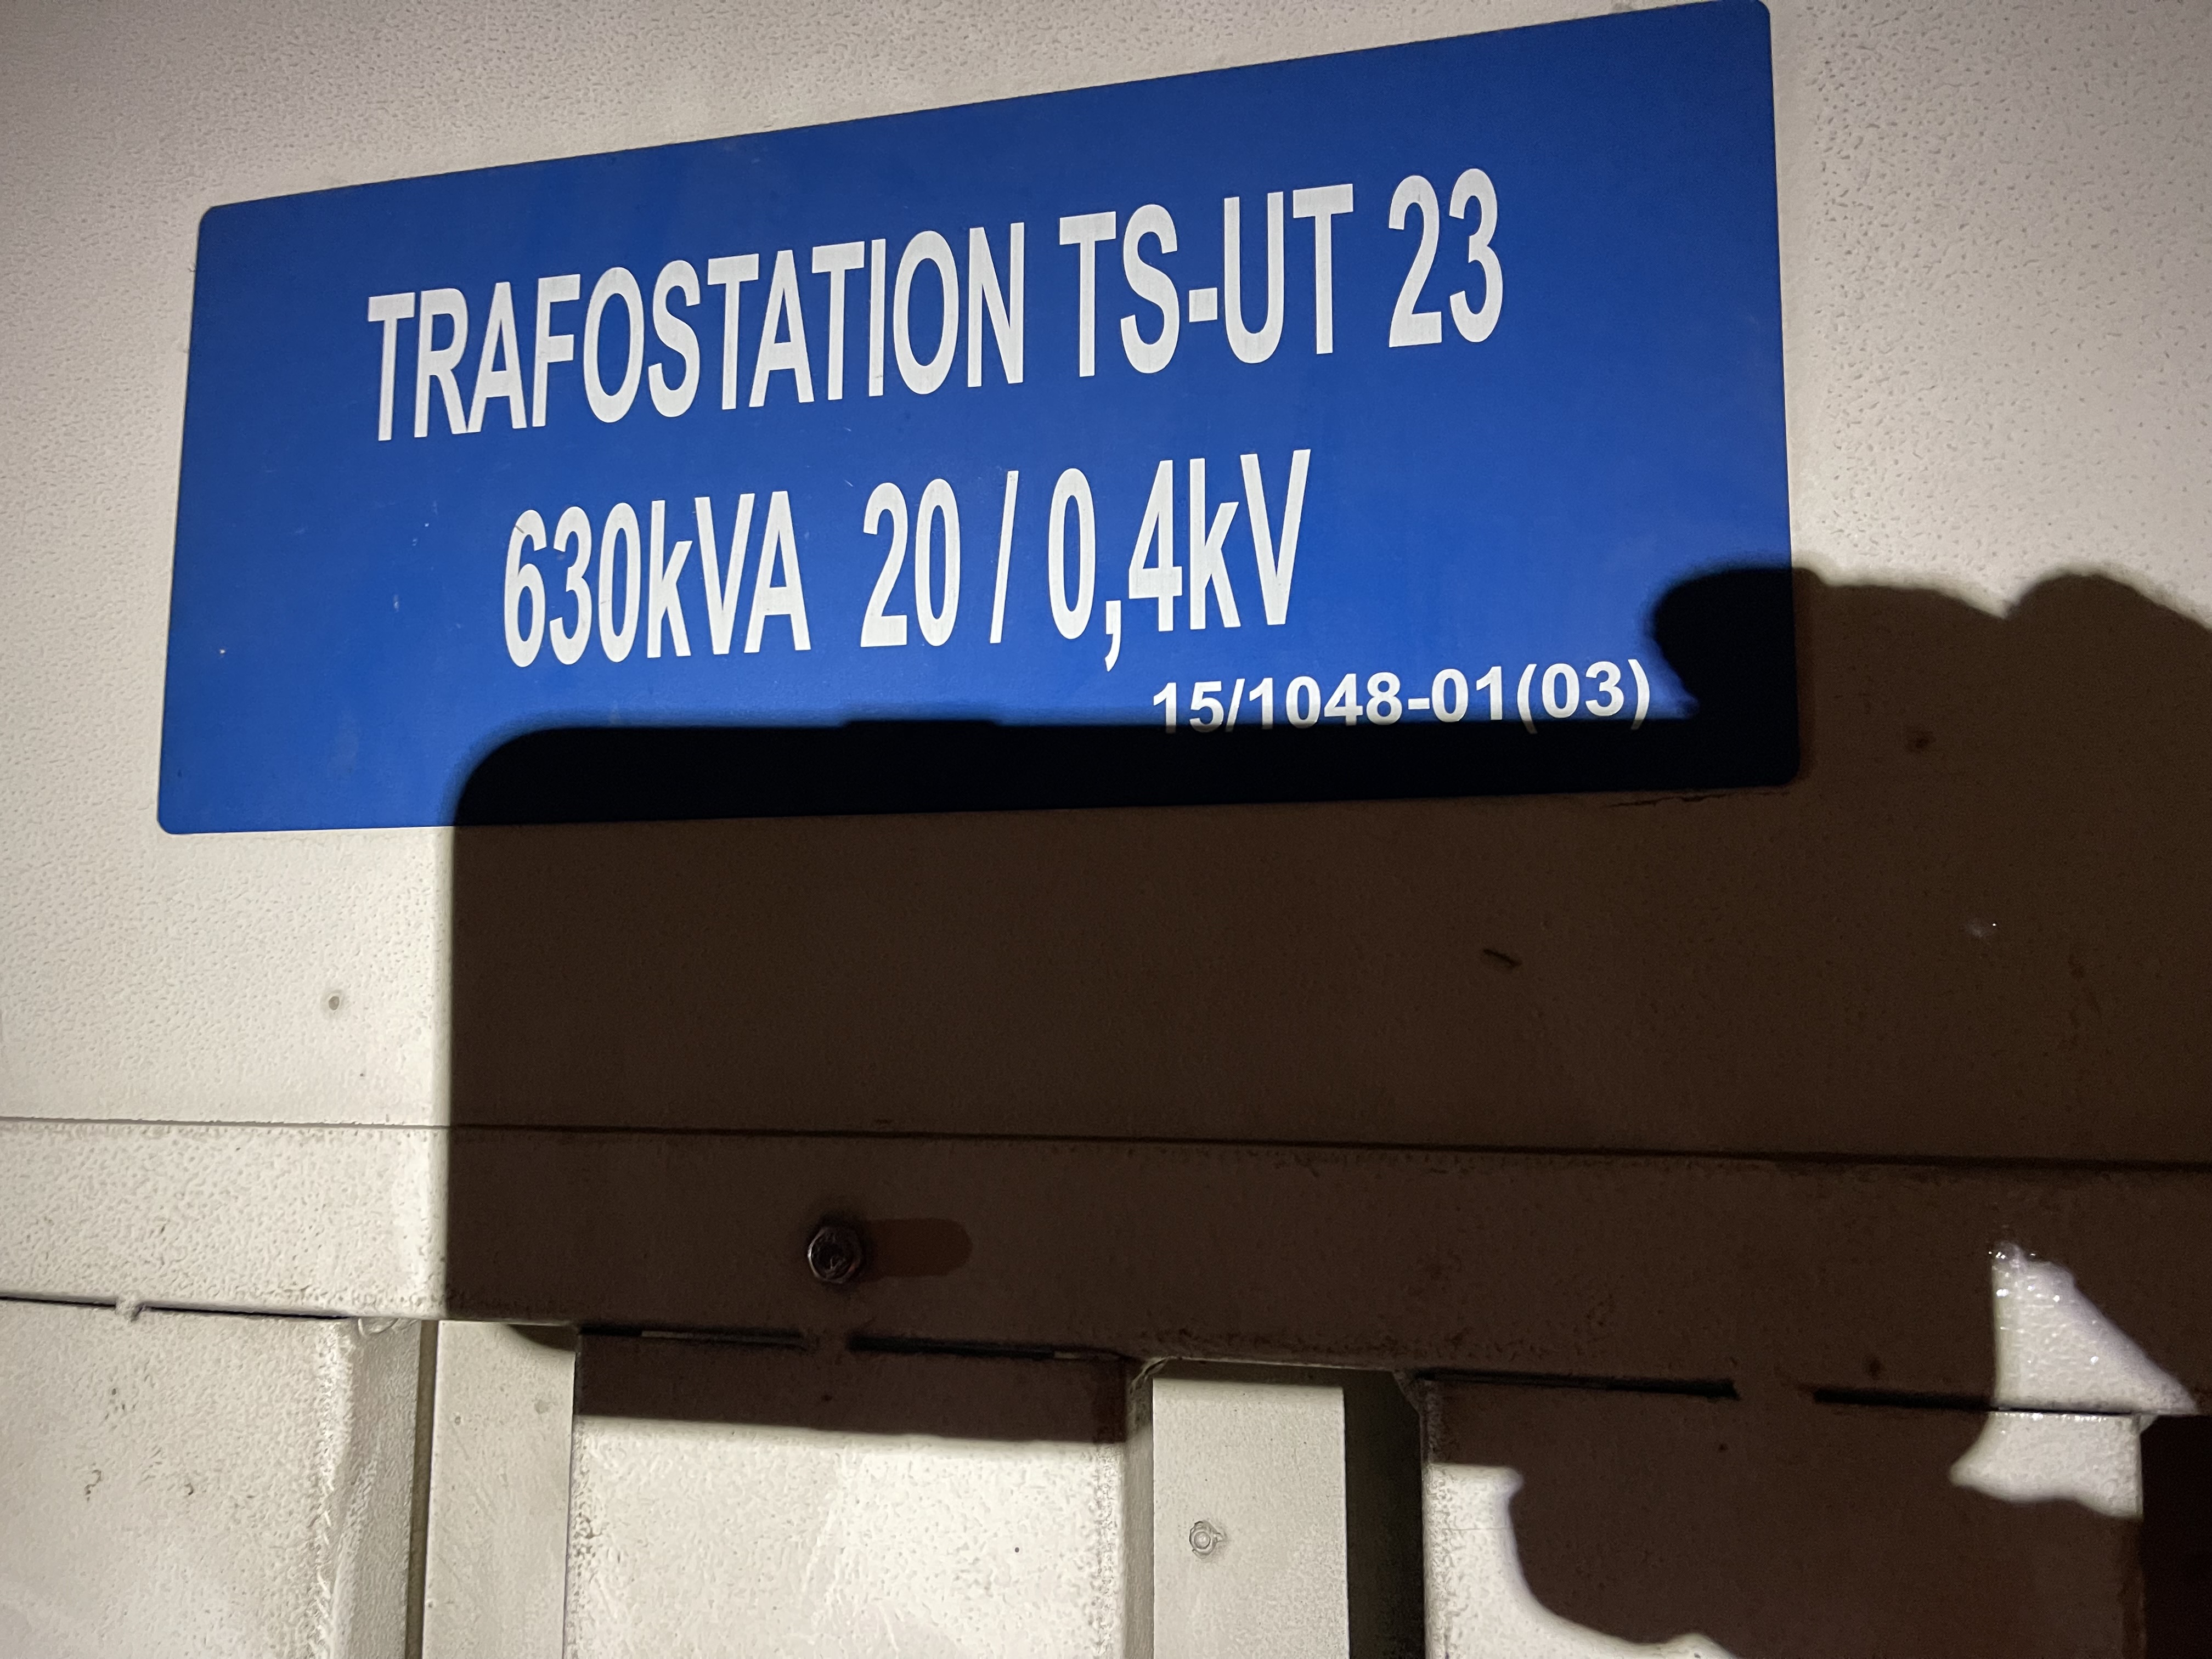 TRAFOSTATION TS-UT 23
630kVA 20 / 0,4kV
15/1048-01(03)